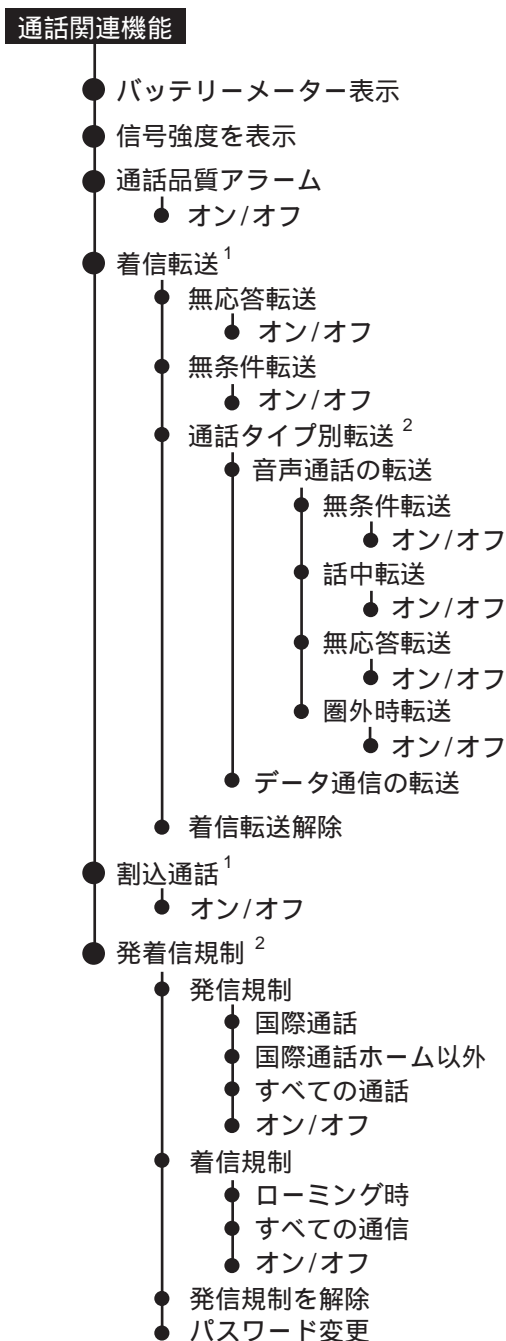 通話関連機能
バッテリーメーター表示
信号強度を表示
通話品質アラーム
オン/オフ
着信転送1
無応答転送
オン/オフ
無条件転送
オン/オフ
通話タイプ別転送 2
音声通話の転送
無条件転送
オン/オフ
話中転送
オン/オフ
無応答転送
オン/オフ
圏外時転送
オン/オフ
データ通信の転送
着信転送解除
割込通話1
オン/オフ
発着信規制 2
発信規制
国際通話
国際通話ホーム以外
すべての通話
オン/オフ
着信規制
ローミング時
すべての通信
オン/オフ
発信規制を解除
パスワード変更